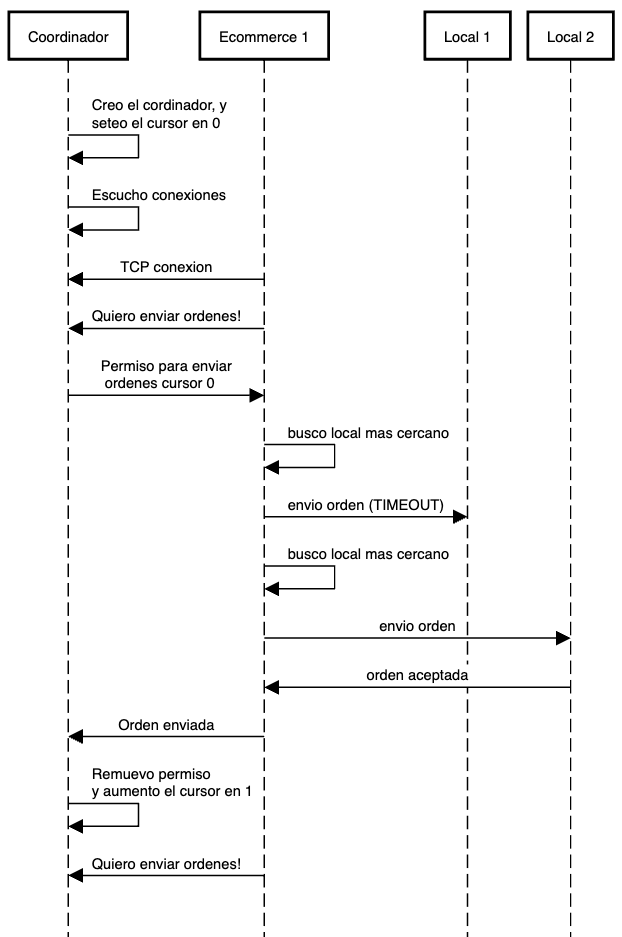 Coordinador
Ecommerce 1
Local 1
Local 2
Creo el cordinador, y
seteo el cursor en 0
Escucho conexiones
TCP conexion
Quiero enviar ordenes!
Permiso para enviar
ordenes cursor 0
busco local mas cercano
envio orden (TIMEOUT)
busco local mas cercano
envio orden
orden aceptada
Orden enviada
Remuevo permiso
y aumento el cursor en 1
Quiero enviar ordenes!